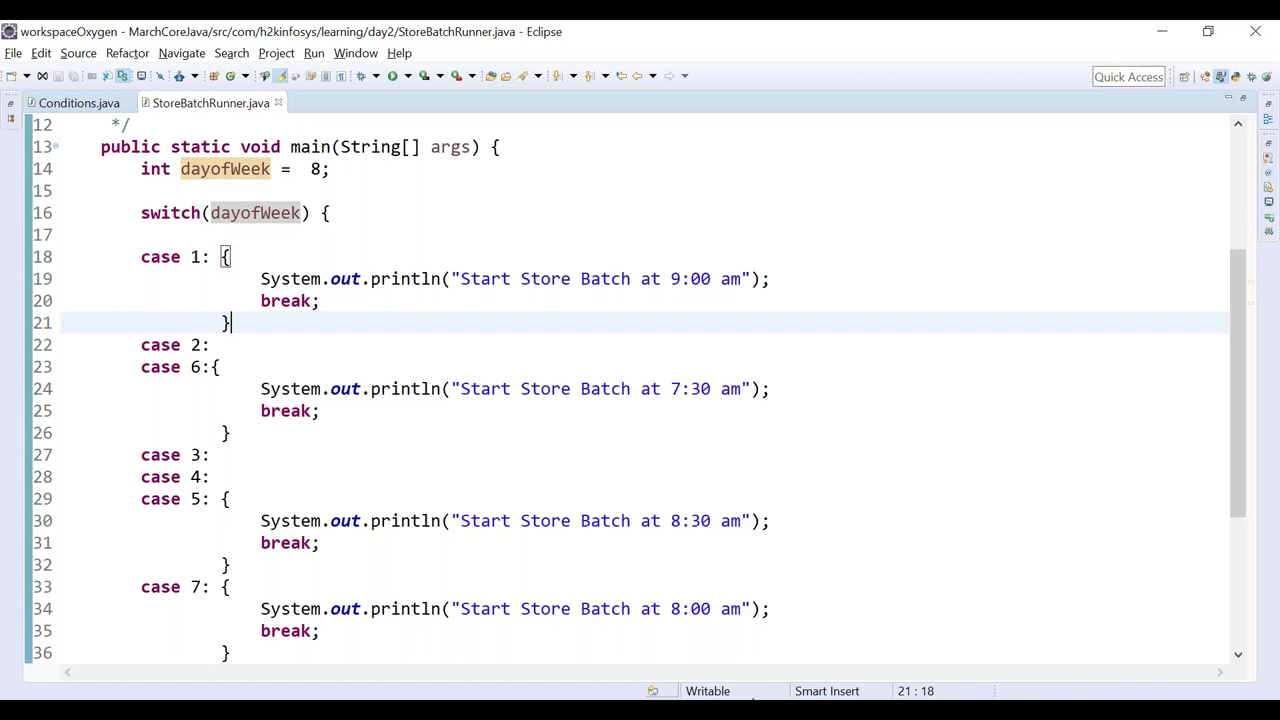 workspaceOxygen - MarchCoreJava/src/com/h2kinfosys/learning/day2/StoreBatchRunner.java - Eclipse
File Edit Source Refactor Navigate Search Project Run Window Help
Quick Access
Conditions.java StoreBatchRunner.java
12 */
13 public static void main(String[] args) {
14 int dayofWeek = 8;
15
16 switch(dayofWeek) {
17
18 case 1: {
19 System.out.println("Start Store Batch at 9:00 am");
20 break;
21 }
22 case 2:
23 case 6:{
24 System.out.println("Start Store Batch at 7:30 am");
25 break;
26 }
27 case 3:
28 case 4:
29 case 5: {
30 System.out.println("Start Store Batch at 8:30 am");
31 break;
32 }
33 case 7: {
34 System.out.println("Start Store Batch at 8:00 am");
35 break;
36 }
Writable Smart Insert 21 : 18